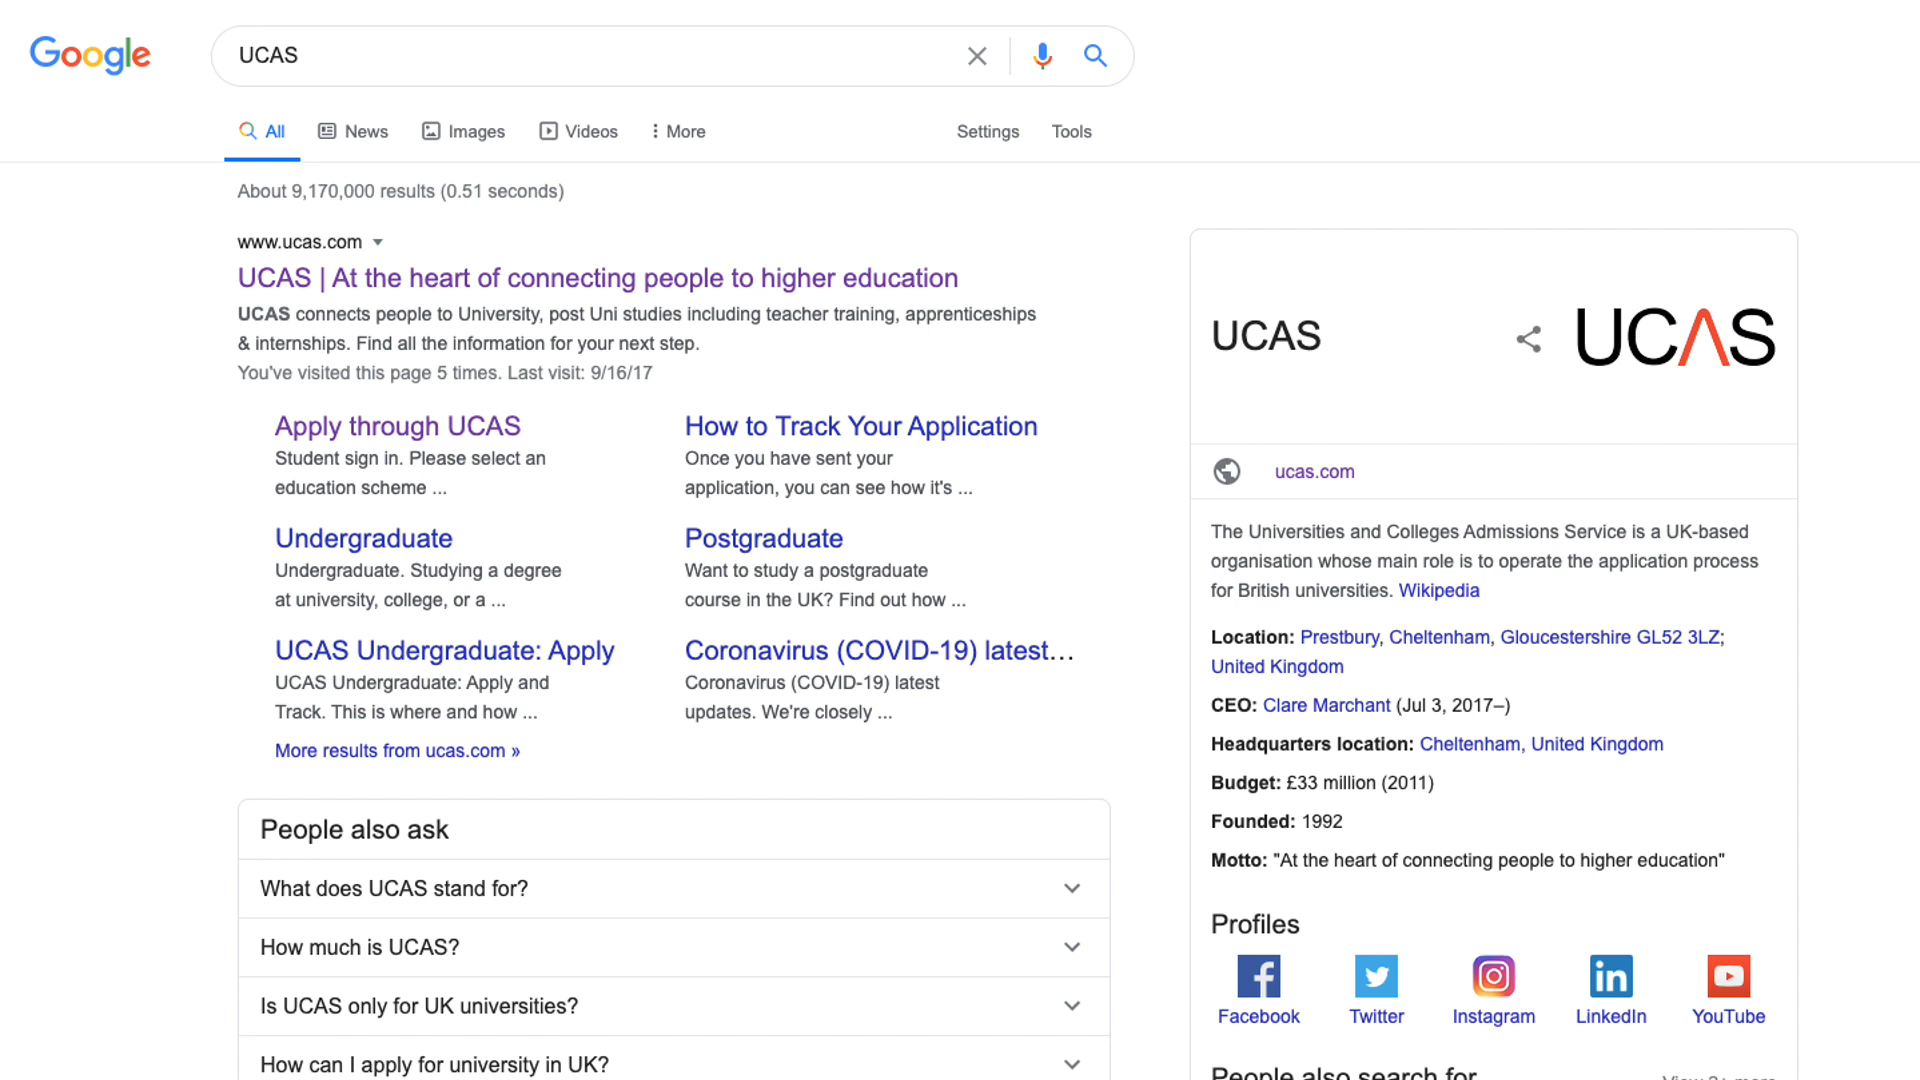 Google
UCAS
All
News
Images
Videos
More
Settings
Tools
About 9,170,000 results (0.51 seconds)
www.ucas.com
UCAS | At the heart of connecting people to higher education
UCAS connects people to University, post Uni studies including teacher training, apprenticeships
& internships. Find all the information for your next step.
You've visited this page 5 times. Last visit: 9/16/17
Apply through UCAS
Student sign in. Please select an
education scheme ...
How to Track Your Application
Once you have sent your
application, you can see how it's ...
Undergraduate
Undergraduate. Studying a degree
at university, college, or a ...
Postgraduate
Want to study a postgraduate
course in the UK? Find out how ...
UCAS Undergraduate: Apply
UCAS Undergraduate: Apply and
Track. This is where and how ...
Coronavirus (COVID-19) latest...
Coronavirus (COVID-19) latest
updates. We're closely ...
More results from ucas.com »
People also ask
What does UCAS stand for?
How much is UCAS?
Is UCAS only for UK universities?
How can I apply for university in UK?
UCAS
UCAS
ucas.com
The Universities and Colleges Admissions Service is a UK-based
organisation whose main role is to operate the application process
for British universities. Wikipedia
Location: Prestbury, Cheltenham, Gloucestershire GL52 3LZ;
United Kingdom
CEO: Clare Marchant (Jul 3, 2017–)
Headquarters location: Cheltenham, United Kingdom
Budget: £33 million (2011)
Founded: 1992
Motto: "At the heart of connecting people to higher education"
Profiles
Facebook
Twitter
Instagram
LinkedIn
YouTube
People also search for